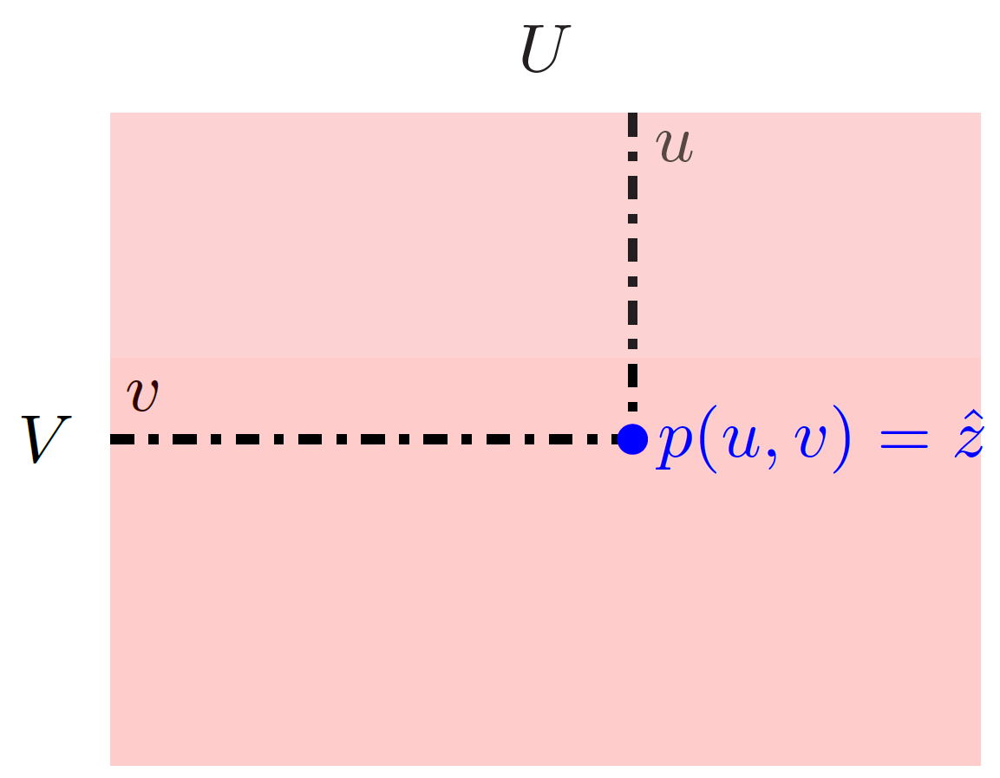 U
u
v
V
p(u, v) = ẑ